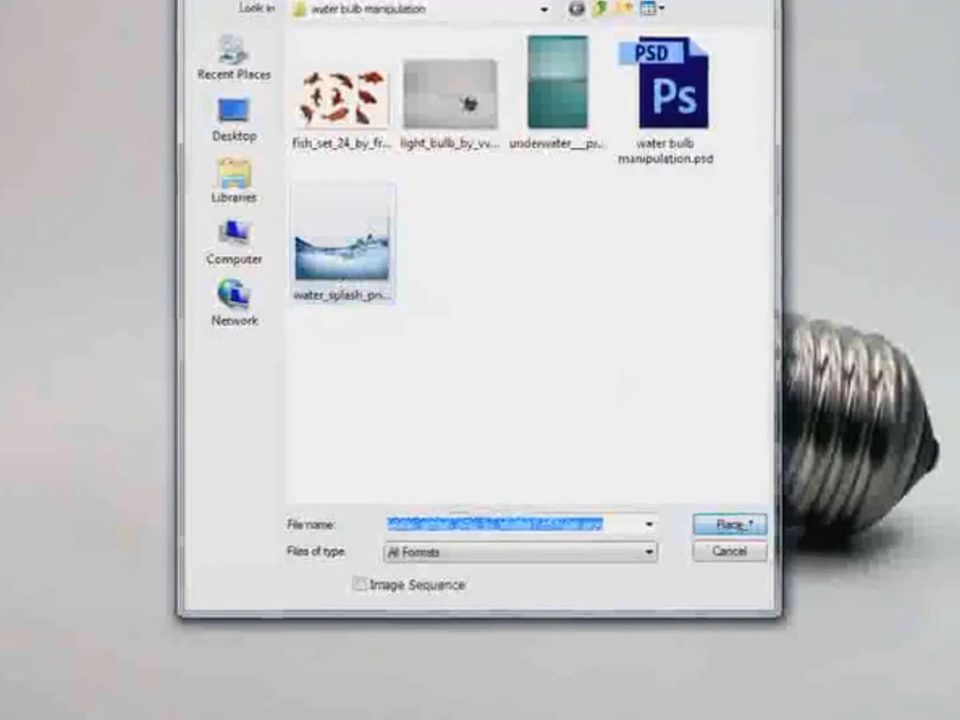 Look in
water bulb manipulation
Recent Places
Desktop
Libraries
Computer
Network
fish_set_24_by_fr...
light_bulb_by_vv...
underwater__pr...
PSD
Ps
water bulb
manipulation.psd
water_splash_pn...
File name:
Place
Files of type:
All Formats
Cancel
Image Sequence